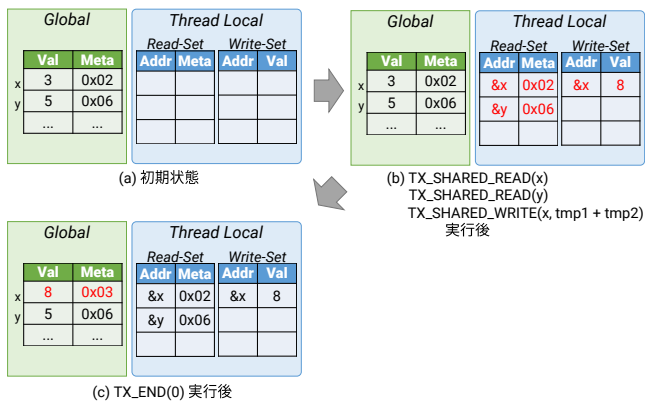 Global
Thread Local
Read-Set Write-Set
Val Meta
Addr Meta Addr Val
x 3 0x02
y 5 0x06
... ...
(a) 初期状態
Global
Thread Local
Read-Set Write-Set
Val Meta
Addr Meta Addr Val
x 3 0x02 &x 0x02 &x 8
y 5 0x06 &y 0x06
... ...
(b) TX_SHARED_READ(x)
TX_SHARED_READ(y)
TX_SHARED_WRITE(x, tmp1 + tmp2)
実行後
Global
Thread Local
Read-Set Write-Set
Val Meta
Addr Meta Addr Val
x 8 0x03 &x 0x02 &x 8
y 5 0x06 &y 0x06
... ...
(c) TX_END(0) 実行後